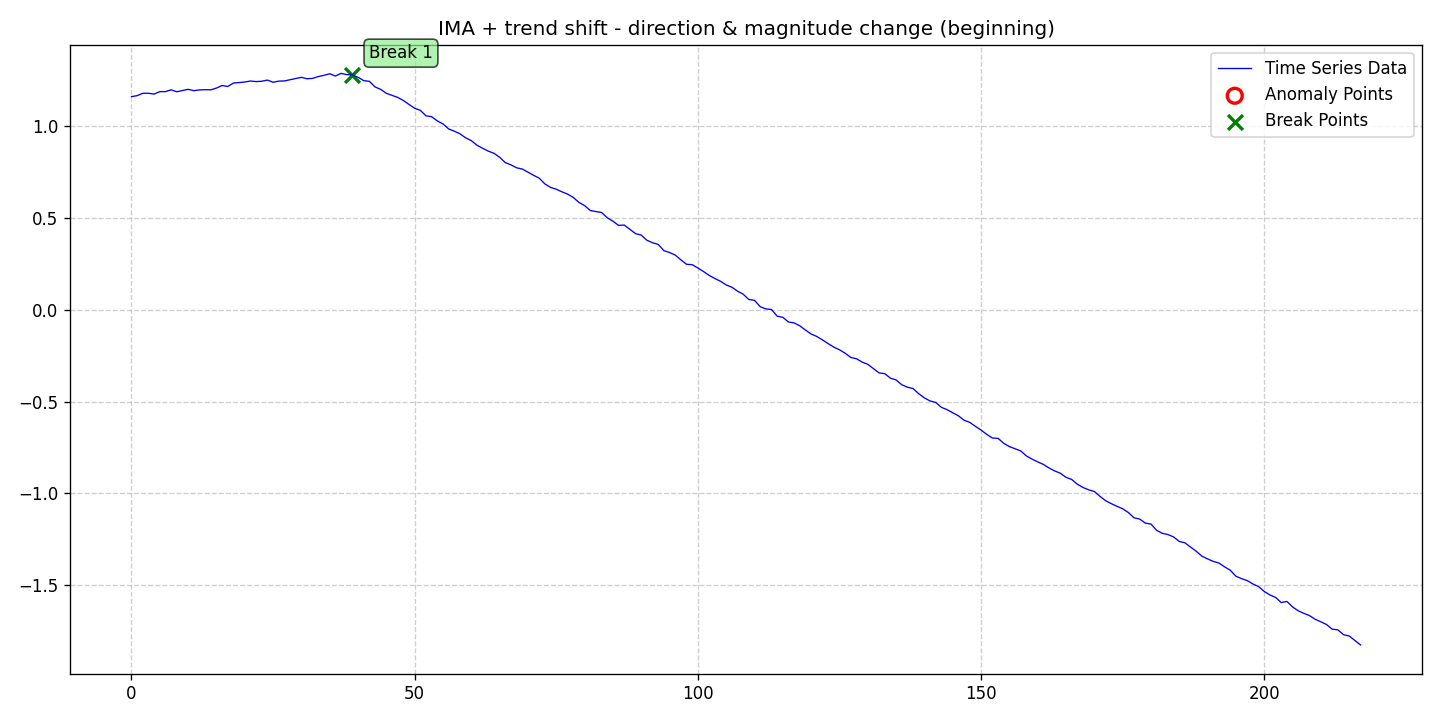 IMA + trend shift - direction & magnitude change (beginning)
Break 1
Time Series Data
Anomaly Points
Break Points
1.0
0.5
0.0
−0.5
−1.0
−1.5
0
50
100
150
200